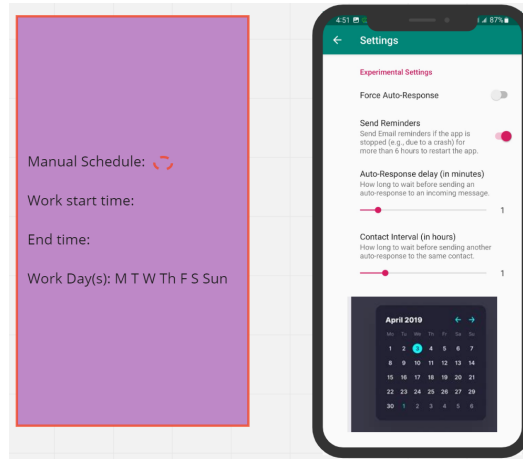 Manual Schedule:
Work start time:
End time:
Work Day(s): M T W Th F S Sun
4:51
87%
Settings
Experimental Settings
Force Auto-Response
Send Reminders
Send Email reminders if the app is
stopped (e.g., due to a crash) for
more than 6 hours to restart the app.
Auto-Response delay (in minutes)
How long to wait before sending an
auto-response to an incoming message.
1
Contact Interval (in hours)
How long to wait before sending another
auto-response to the same contact.
1
April 2019
Mo Tu We Th Fr Sa Su
1 2 3 4 5 6 7
8 9 10 11 12 13 14
15 16 17 18 19 20 21
22 23 24 25 26 27 29
30 1 2 3 4 5 6